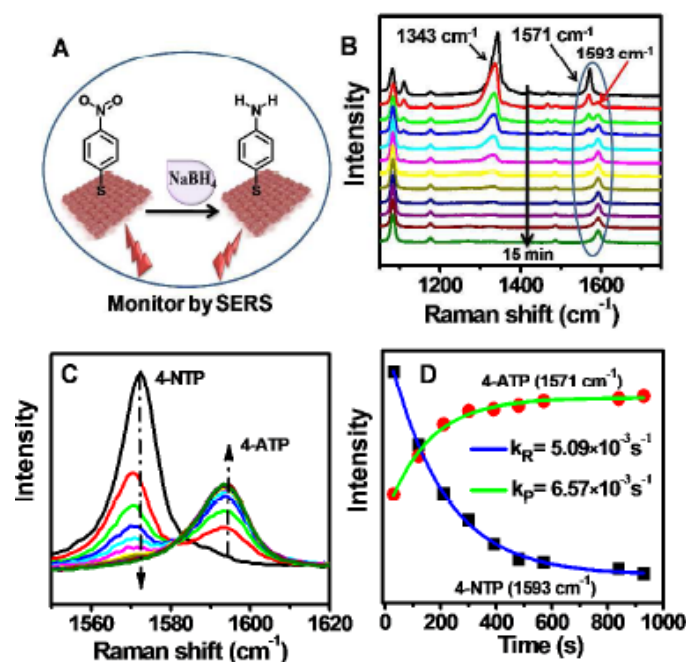 A
O
N
O
H
N
H
S
NaBH4
S
Monitor by SERS
B
1343 cm-1
1571 cm-1
1593 cm-1
Intensity
15 min
1200
1400
1600
Raman shift (cm-1)
C
4-NTP
4-ATP
Intensity
1560
1580
1600
1620
Raman shift (cm-1)
D
4-ATP (1571 cm-1)
kR= 5.09×10-3s-1
kP= 6.57×10-3s-1
4-NTP (1593 cm-1)
Intensity
0
200
400
600
800
1000
Time (s)